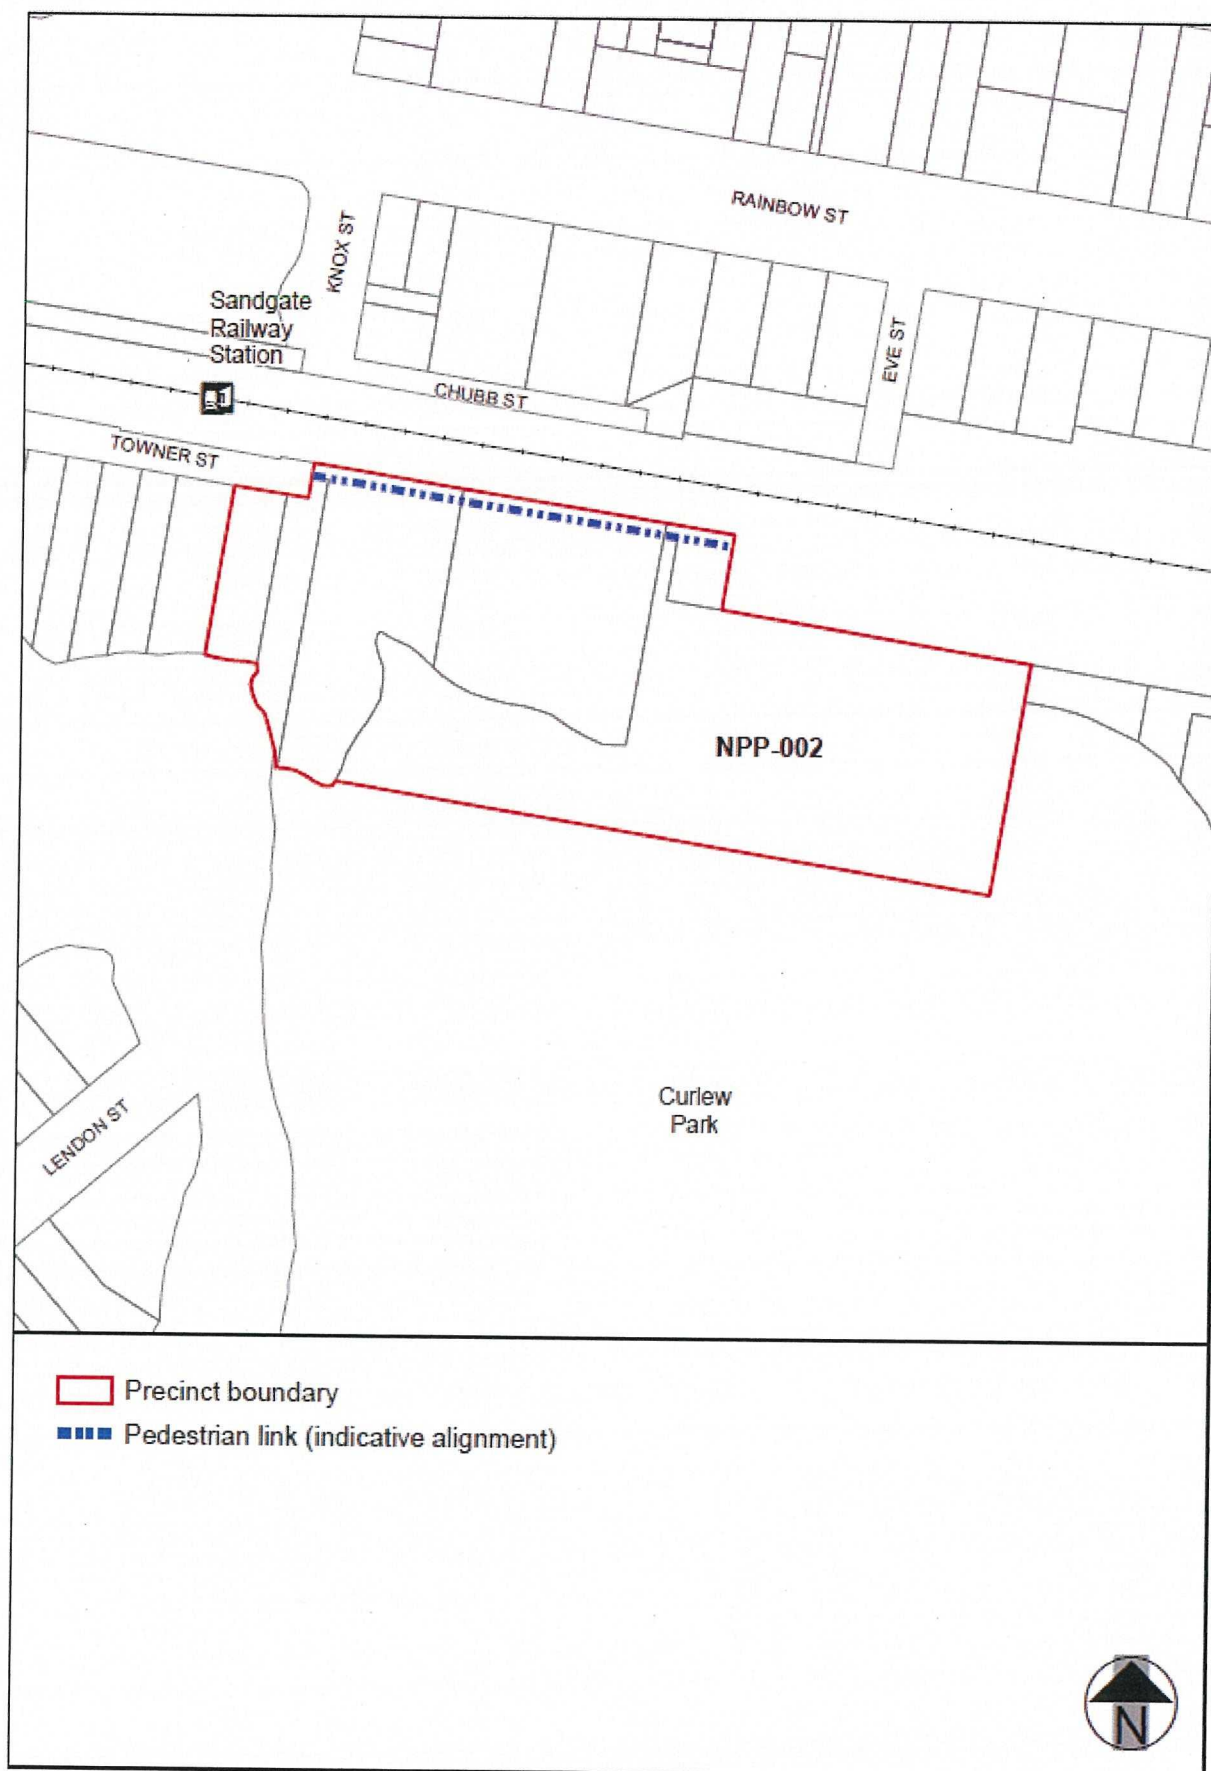 RAINBOW ST
KNOX ST
Sandgate
Railway
Station
EVE ST
CHUBB ST
TOWNER ST
NPP-002
Curlew
Park
LENDON ST
Precinct boundary
Pedestrian link (indicative alignment)
N